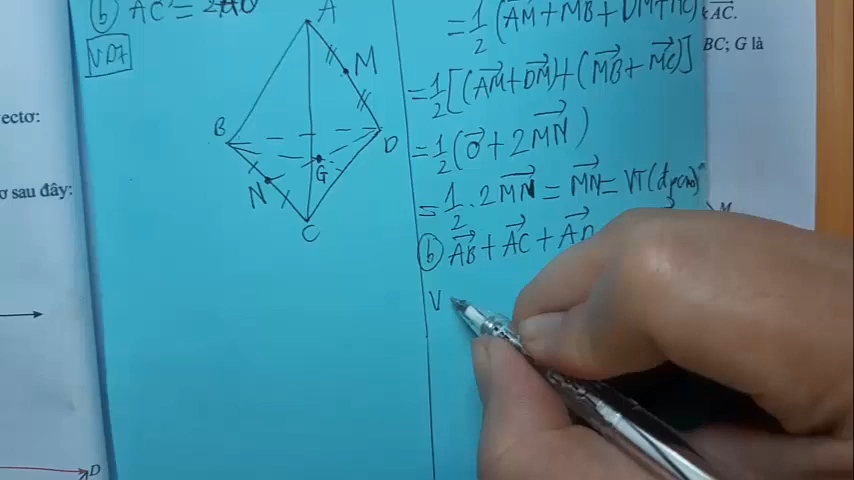 b) AC' = 2AO
VD7
A
M
B
D
G
N
C
= 1/2 (AM + MB + DM + MC)
= 1/2 [(AM + DM) + (MB + MC)]
= 1/2 (0 + 2MN)
= 1/2 . 2MN = MN = VT (đpcm)
b) AB + AC + AD
V
AC.
BC; G là
ectơ:
ơ sau đây:
D